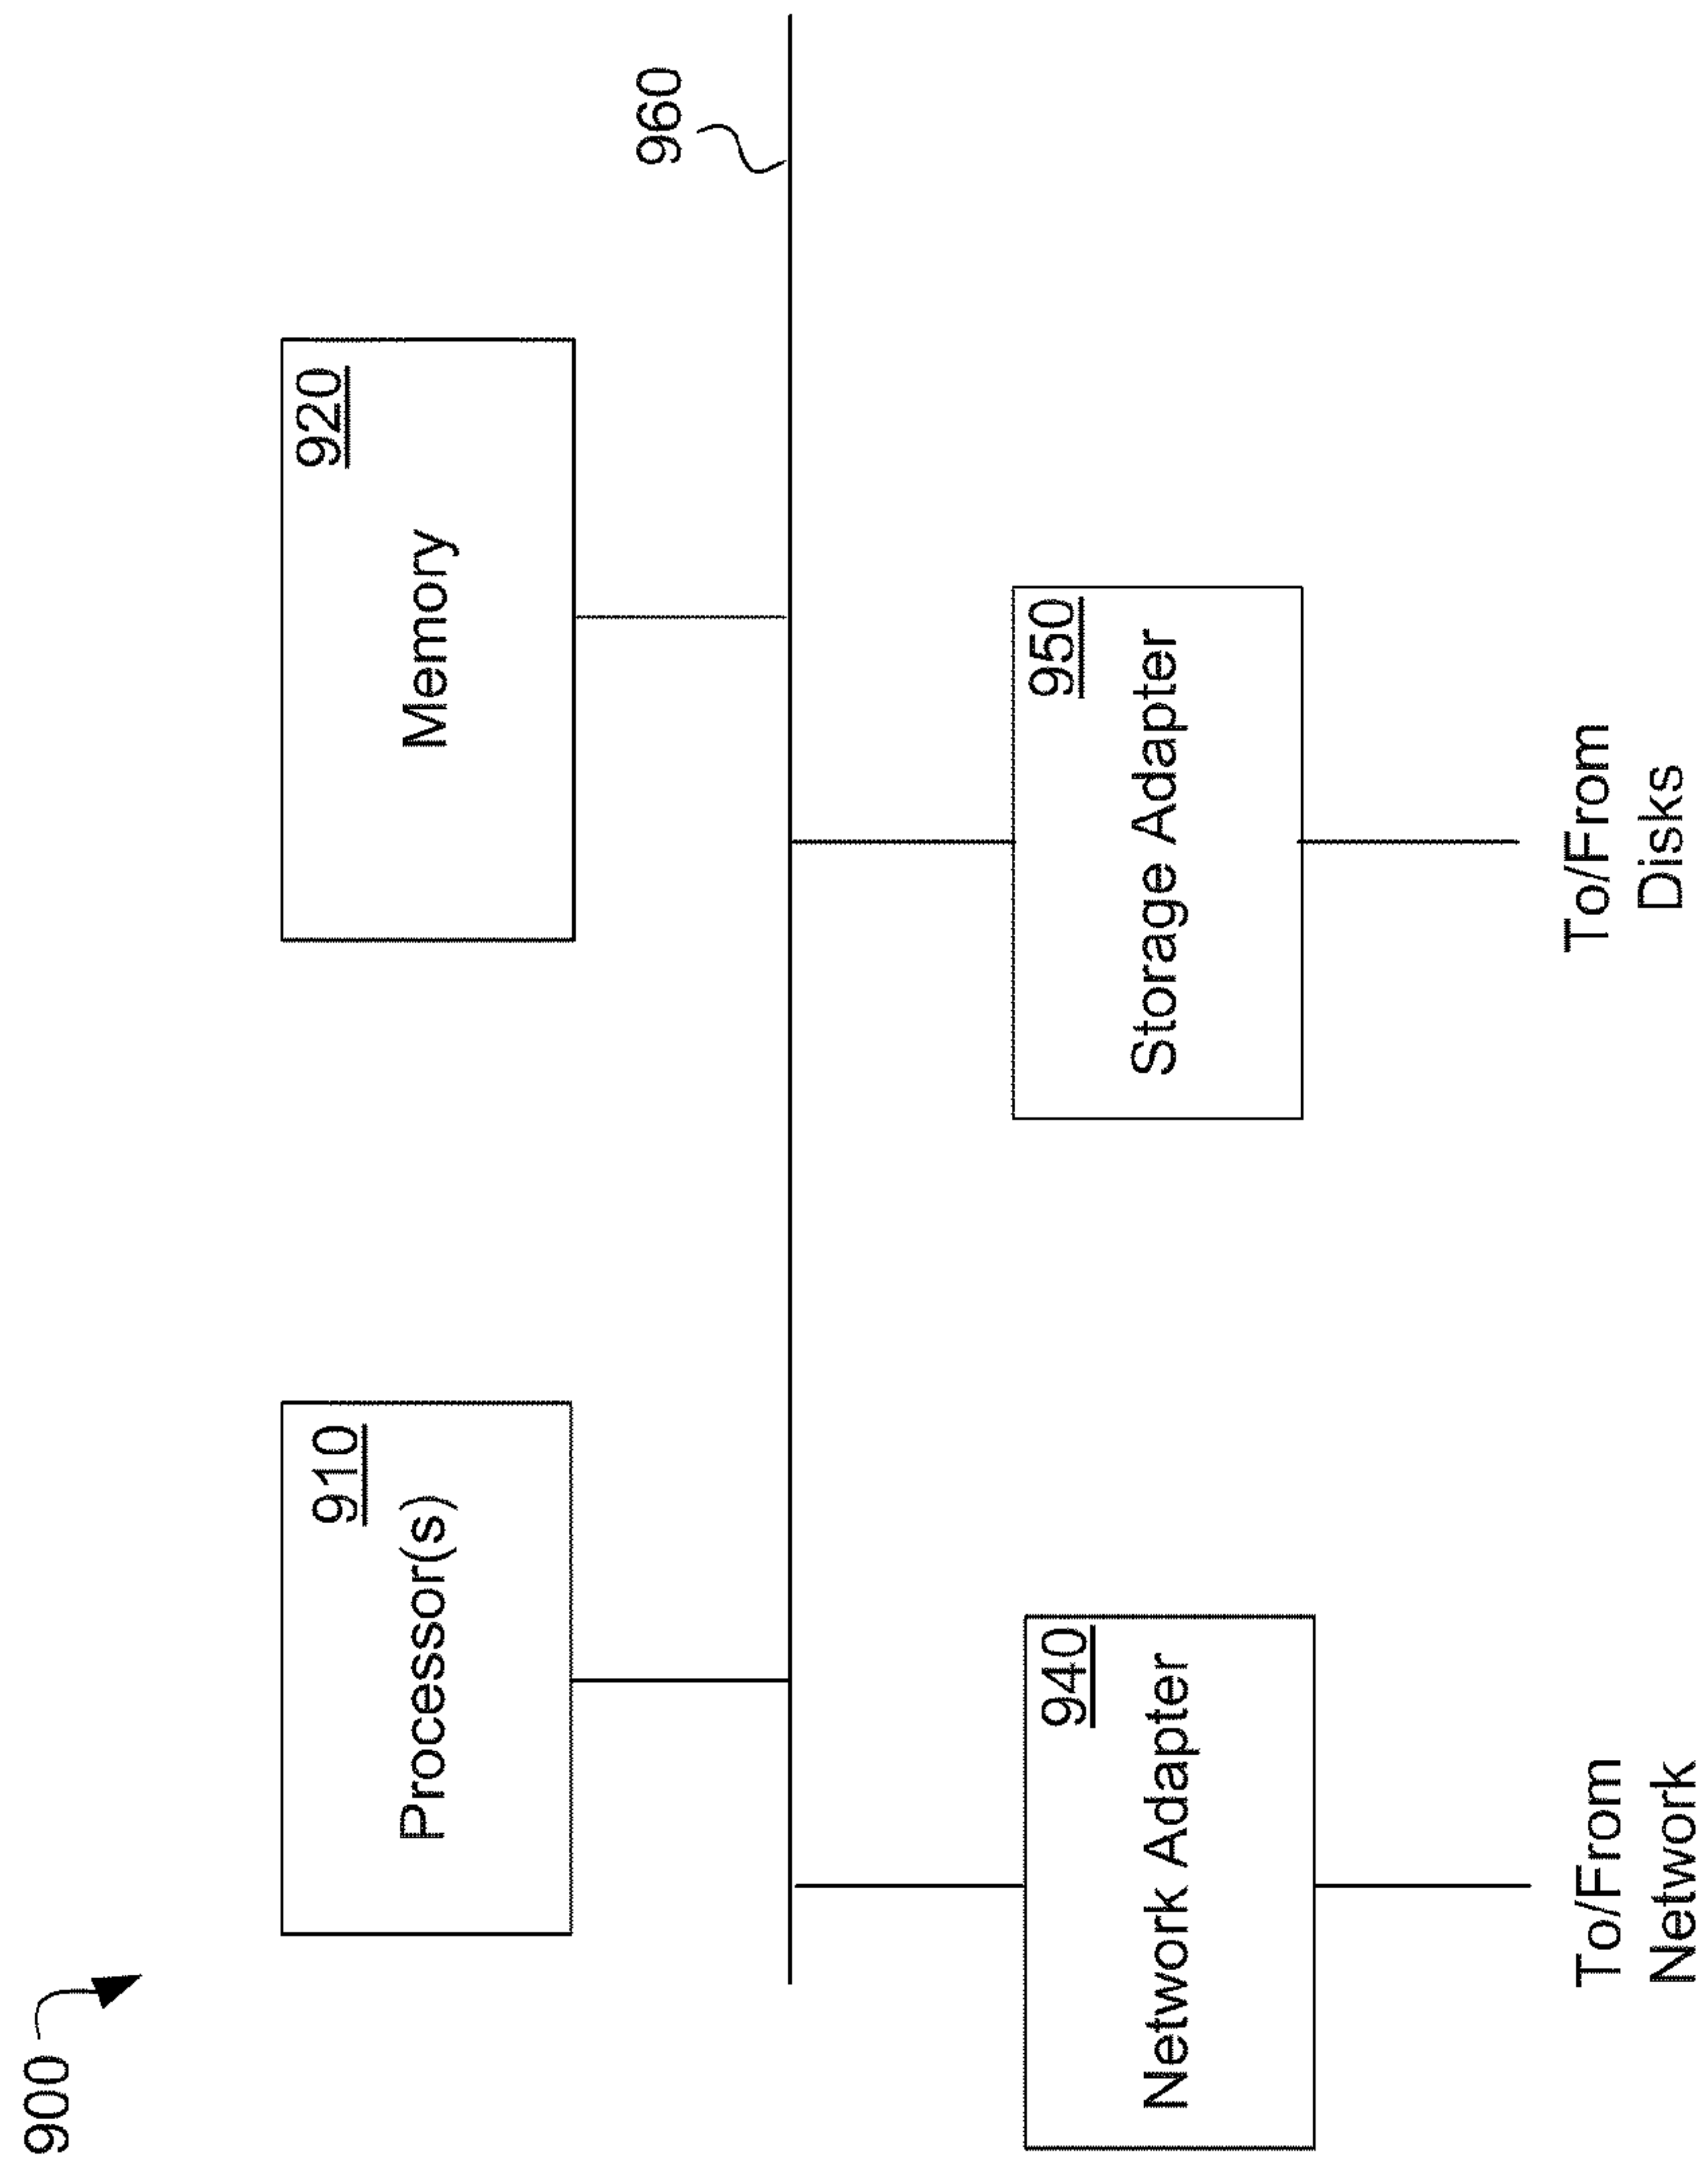 900
910
Processor(s)
920
Memory
960
940
Network Adapter
950
Storage Adapter
To/From
Network
To/From
Disks